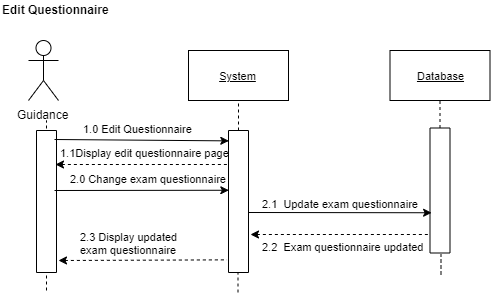 Edit Questionnaire
System
Database
Guidance
1.0 Edit Questionnaire
1.1Display edit questionnaire page
2.0 Change exam questionnaire
2.1 Update exam questionnaire
2.2 Exam questionnaire updated
2.3 Display updated
exam questionnaire